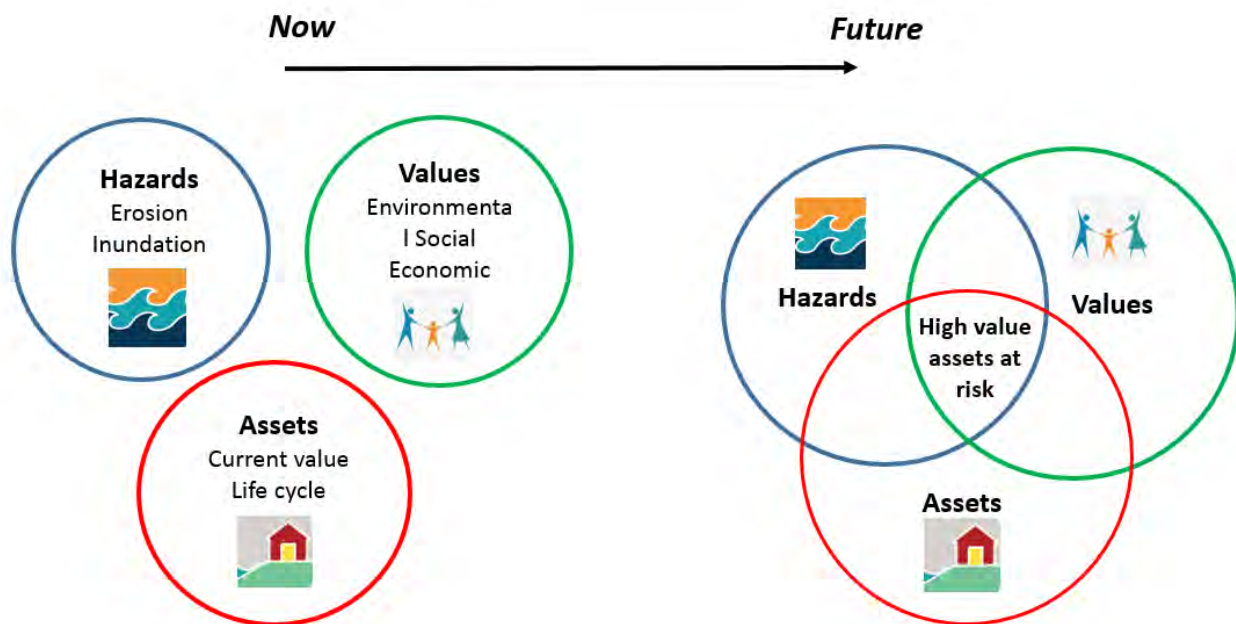 Now
Future
Hazards
Erosion
Inundation
Values
Environmenta
l Social
Economic
Assets
Current value
Life cycle
Hazards
Values
High value
assets at
risk
Assets